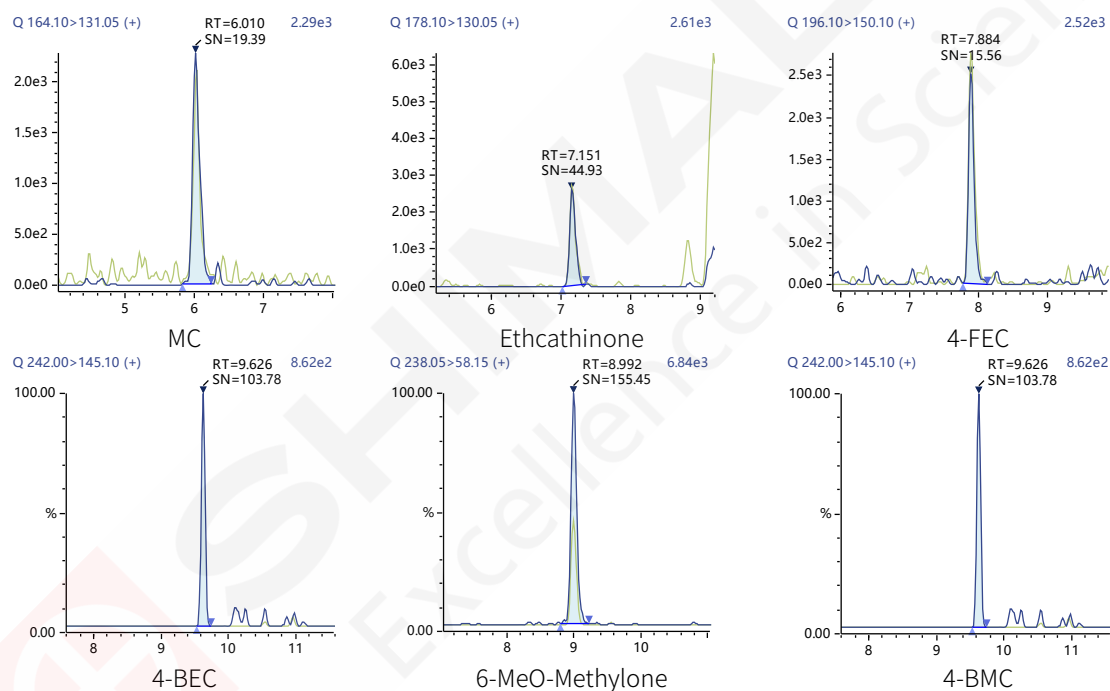 Q 164.10>131.05 (+) RT=6.010 2.29e3
SN=19.39
2.0e3
1.5e3
1.0e3
5.0e2
0.0e0
5 6 7
MC
Q 178.10>130.05 (+) 2.61e3
6.0e3
5.0e3
4.0e3
RT=7.151
SN=44.93
3.0e3
2.0e3
1.0e3
0.0e0
6 7 8 9
Ethcathinone
Q 196.10>150.10 (+) 2.52e3
RT=7.884
SN=15.56
2.5e3
2.0e3
1.5e3
1.0e3
5.0e2
0.0e0
6 7 8 9
4-FEC
Q 242.00>145.10 (+) RT=9.626 8.62e2
SN=103.78
100.00
%
0.00
8 9 10 11
4-BEC
Q 238.05>58.15 (+) RT=8.992 6.84e3
SN=155.45
100.00
%
0.00
8 9 10
6-MeO-Methylone
Q 242.00>145.10 (+) RT=9.626 8.62e2
SN=103.78
100.00
%
0.00
8 9 10 11
4-BMC
SHIMAD
Excellence in Scie